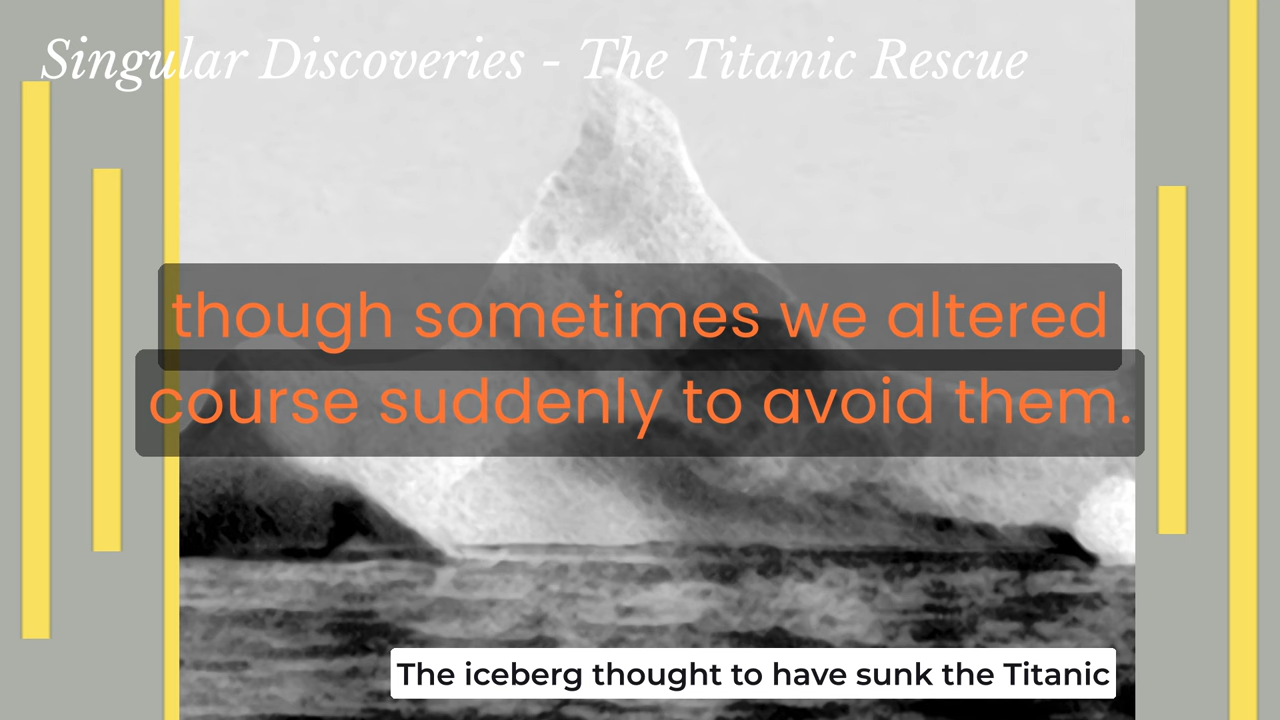 Singular Discoveries - The Titanic Rescue
though sometimes we altered
course suddenly to avoid them.
The iceberg thought to have sunk the Titanic